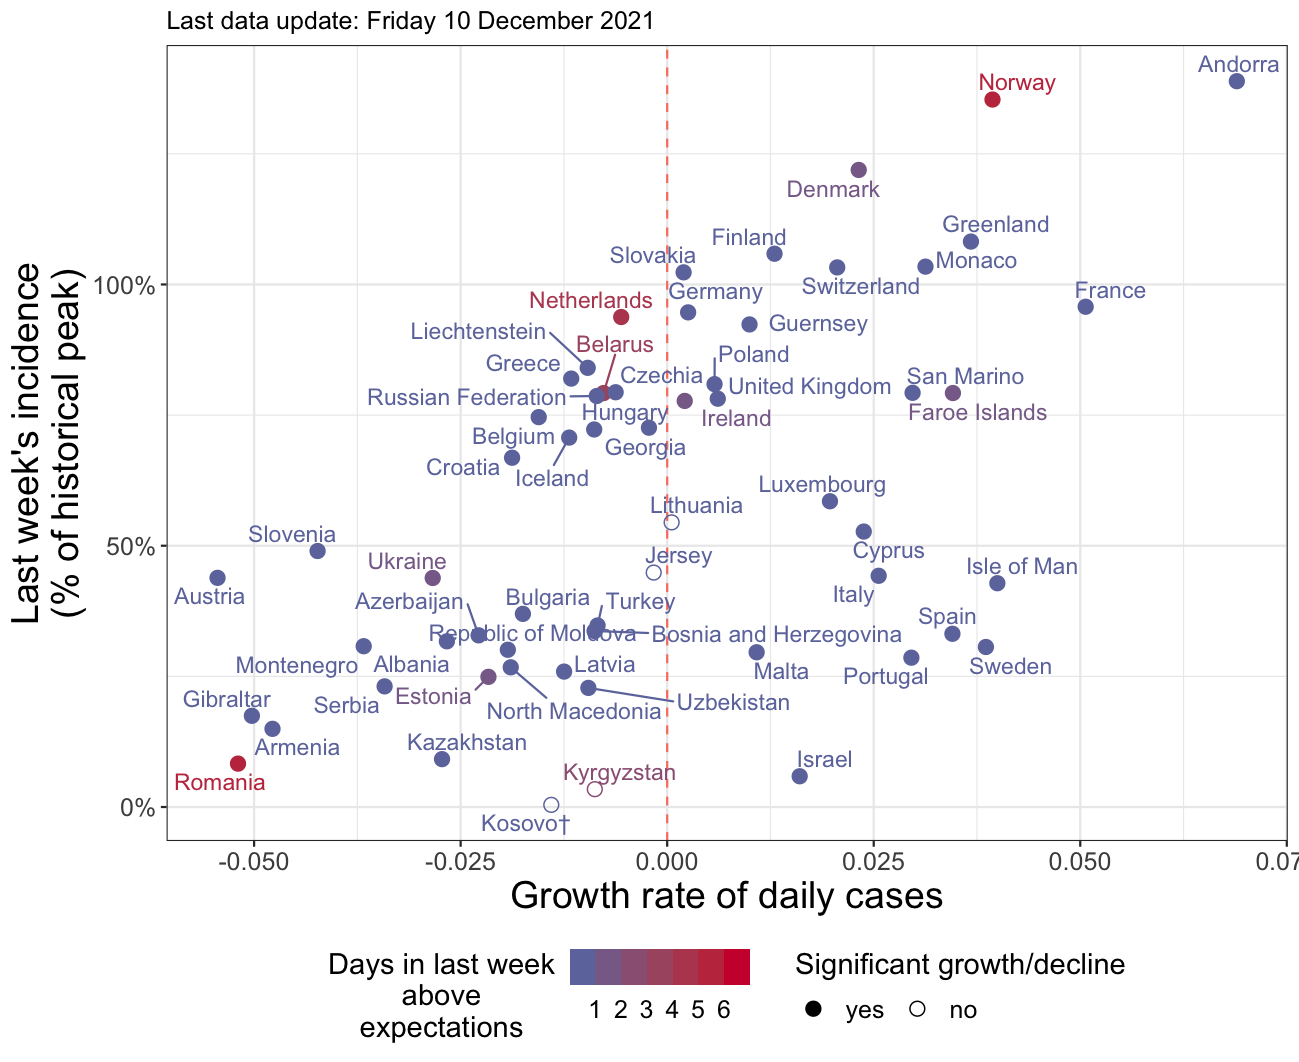 Last data update: Friday 10 December 2021
Last week's incidence
(% of historical peak)
100%
50%
0%
Andorra
Norway
Denmark
Greenland
Finland
Slovakia
Monaco
Switzerland
Germany
France
Netherlands
Guernsey
Liechtenstein
Belarus
Poland
Greece
Czechia
San Marino
United Kingdom
Russian Federation
Hungary
Faroe Islands
Ireland
Belgium
Georgia
Croatia
Iceland
Luxembourg
Lithuania
Slovenia
Cyprus
Jersey
Ukraine
Isle of Man
Austria
Italy
Bulgaria
Azerbaijan
Turkey
Spain
Republic of Moldova
Bosnia and Herzegovina
Montenegro
Albania
Latvia
Malta
Sweden
Portugal
Estonia
Gibraltar
Serbia
Uzbekistan
North Macedonia
Armenia
Kazakhstan
Israel
Kyrgyzstan
Romania
Kosovo†
-0.050 -0.025 0.000 0.025 0.050 0.07
Growth rate of daily cases
Days in last week
above
expectations
1 2 3 4 5 6
Significant growth/decline
yes no